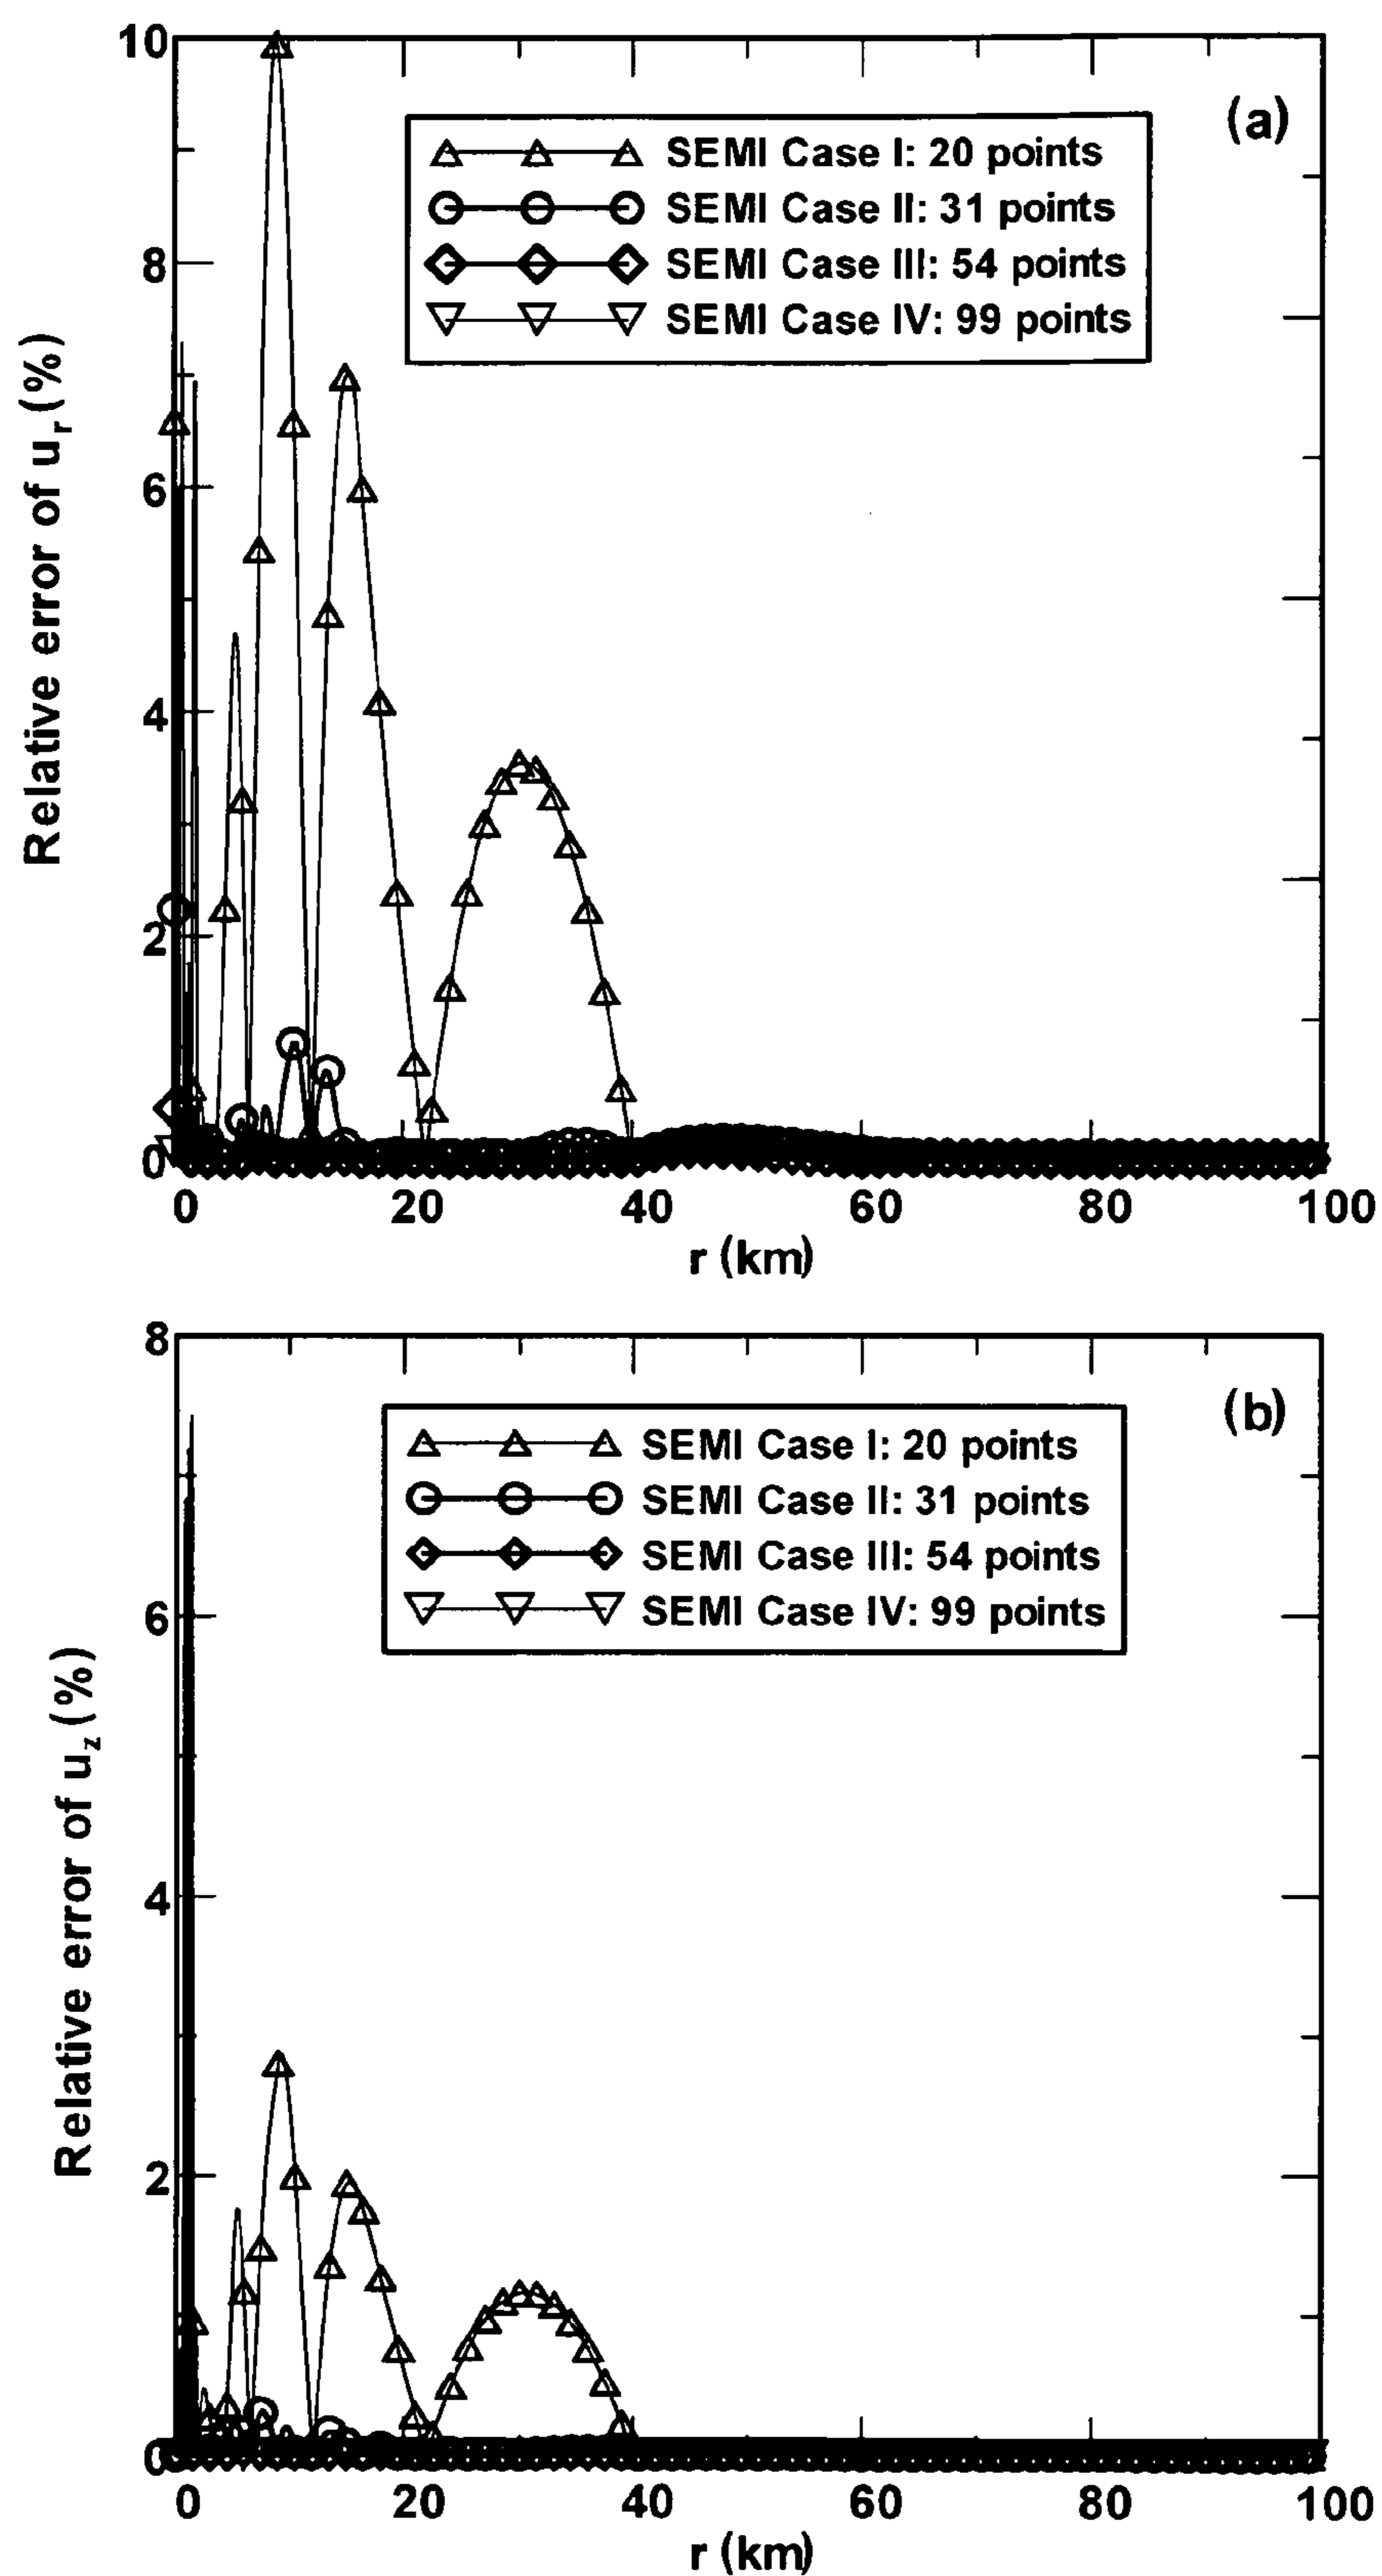 10
8
6
4
2
0
Relative error of u_r (%)
(a)
SEMI Case I: 20 points
SEMI Case II: 31 points
SEMI Case III: 54 points
SEMI Case IV: 99 points
0 20 40 60 80 100
r (km)
8
6
4
2
0
Relative error of u_z (%)
(b)
SEMI Case I: 20 points
SEMI Case II: 31 points
SEMI Case III: 54 points
SEMI Case IV: 99 points
0 20 40 60 80 100
r (km)